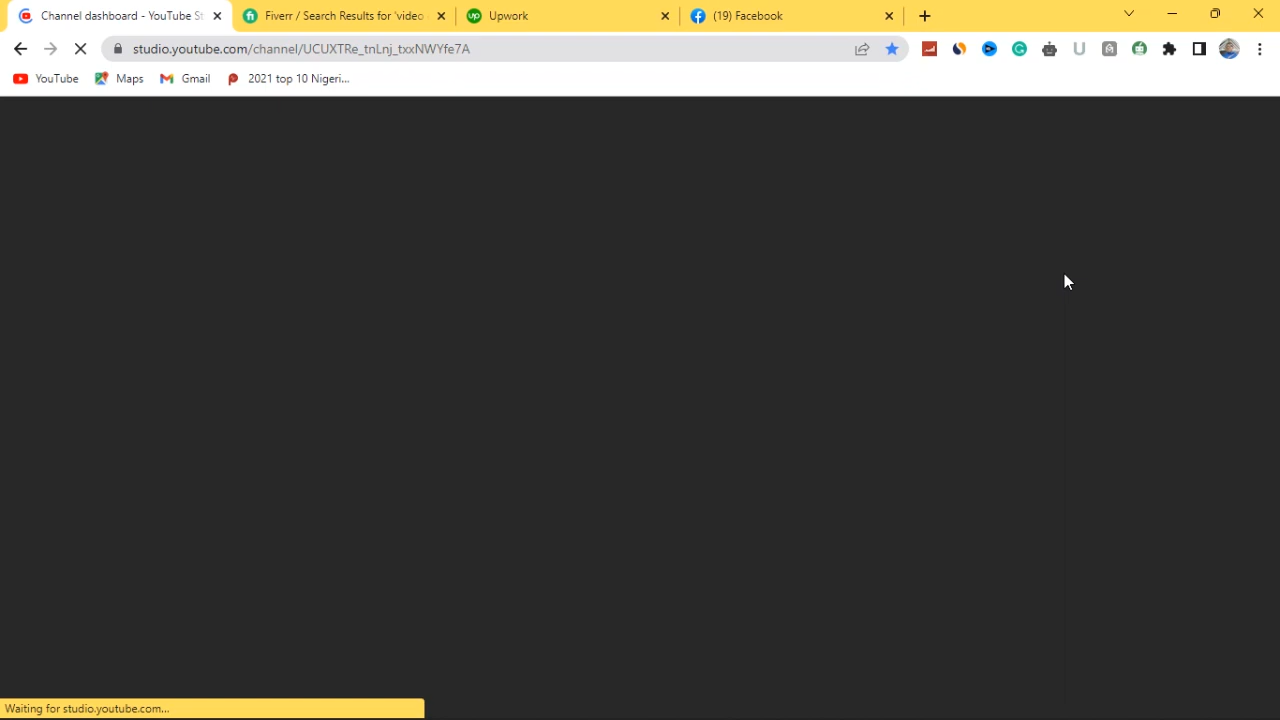 Channel dashboard - YouTube St
Fiverr / Search Results for 'video
up Upwork
(19) Facebook
studio.youtube.com/channel/UCUXTRe_tnLnj_txxNWYfe7A
YouTube
Maps
Gmail
2021 top 10 Nigeri...
Waiting for studio.youtube.com...